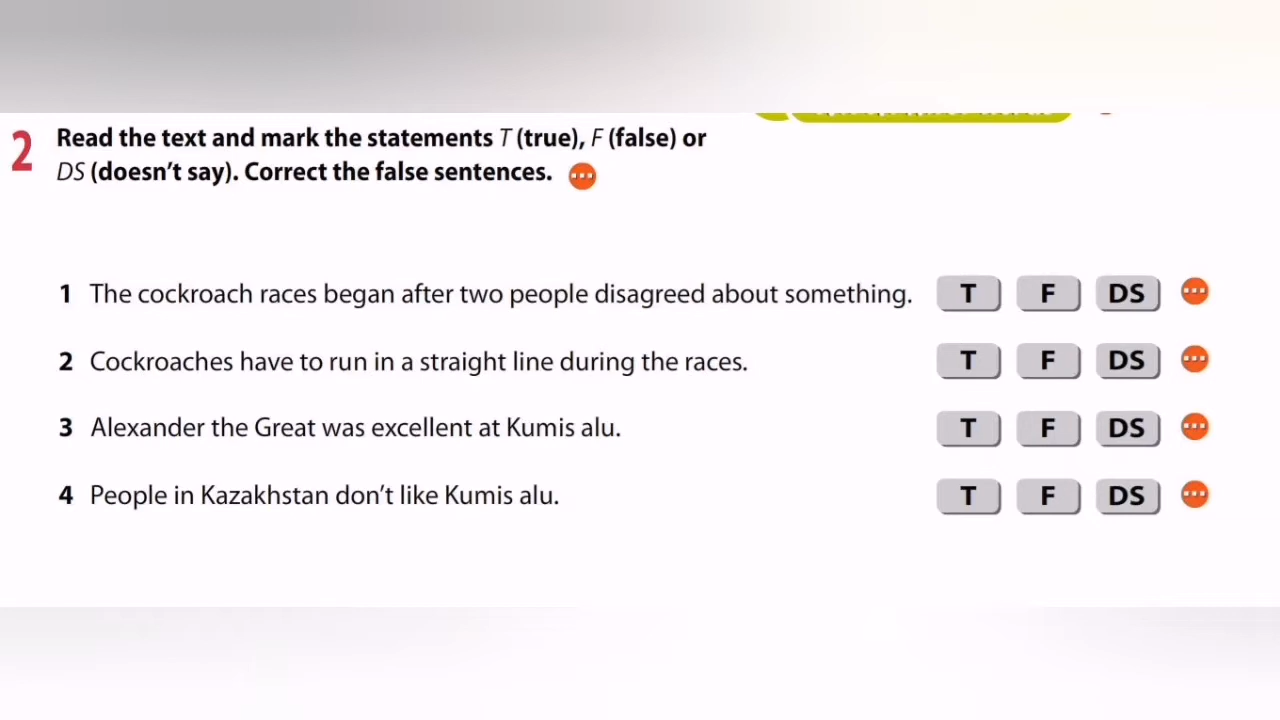 2 Read the text and mark the statements T (true), F (false) or
DS (doesn't say). Correct the false sentences.
1 The cockroach races began after two people disagreed about something. T F DS
2 Cockroaches have to run in a straight line during the races. T F DS
3 Alexander the Great was excellent at Kumis alu. T F DS
4 People in Kazakhstan don't like Kumis alu. T F DS